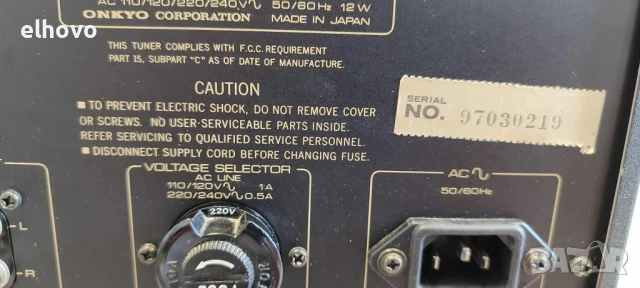 elhovo
AC 110/120/220/240V∿ 50/60Hz 12W
ONKYO CORPORATION MADE IN JAPAN
THIS TUNER COMPLIES WITH F.C.C. REQUIREMENT
PART 15, SUBPART "C" AS OF DATE OF MANUFACTURE.
CAUTION
■ TO PREVENT ELECTRIC SHOCK, DO NOT REMOVE COVER
OR SCREWS. NO USER-SERVICEABLE PARTS INSIDE.
REFER SERVICING TO QUALIFIED SERVICE PERSONNEL.
■ DISCONNECT SUPPLY CORD BEFORE CHANGING FUSE.
SERIAL
NO. 97030219
VOLTAGE SELECTOR
AC LINE
110/120V∿ 1A
220/240V∿0.5A
220V
AC∿
50/60Hz
L
R
BAZAR